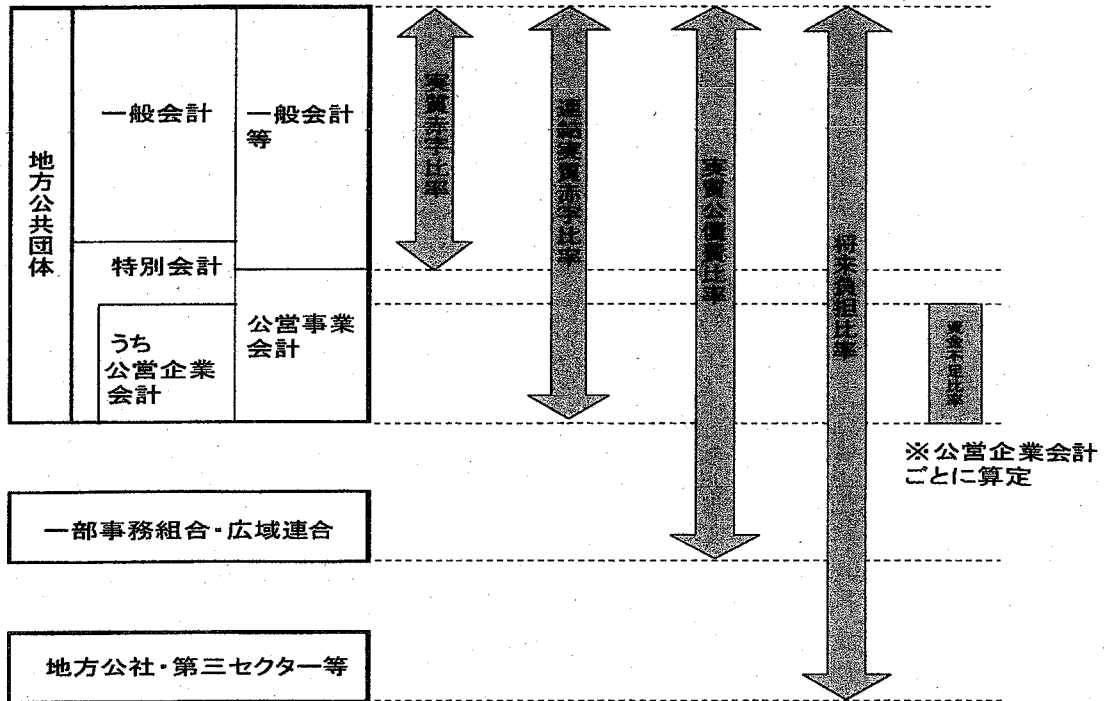 地方公共団体
一般会計
一般会計
等
特別会計
うち
公営企業
会計
公営事業
会計
実質赤字比率
連結実質赤字比率
実質公債費比率
将来負担比率
資金不足比率
※公営企業会計
ごとに算定
一部事務組合・広域連合
地方公社・第三セクター等